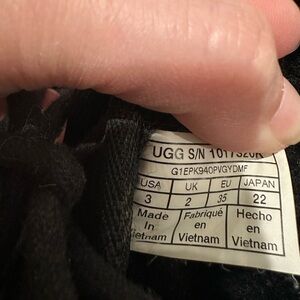 UGG S/N 1017320K
G1EPK940PVGYDMF
USA UK EU JAPAN
3 2 35 22
Made in Vietnam
Fabriqué en Vietnam
Hecho en Vietnam